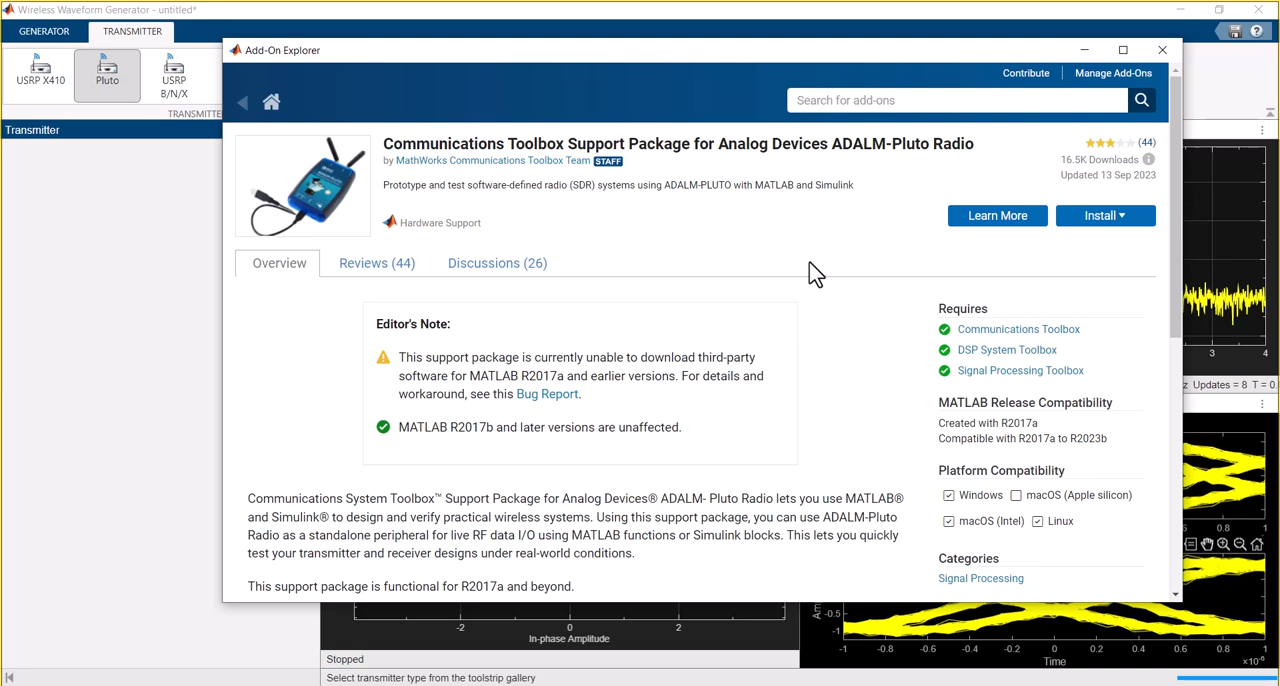 Wireless Waveform Generator - untitled*
GENERATOR
TRANSMITTER
USRP X410
Pluto
USRP
B/N/X
TRANSMITTE
Transmitter
Add-On Explorer
Contribute
Manage Add-Ons
Search for add-ons
Communications Toolbox Support Package for Analog Devices ADALM-Pluto Radio
by MathWorks Communications Toolbox Team STAFF
Prototype and test software-defined radio (SDR) systems using ADALM-PLUTO with MATLAB and Simulink
Hardware Support
(44)
16.5K Downloads
Updated 13 Sep 2023
Learn More
Install
Overview
Reviews (44)
Discussions (26)
Editor's Note:
This support package is currently unable to download third-party
software for MATLAB R2017a and earlier versions. For details and
workaround, see this Bug Report.
MATLAB R2017b and later versions are unaffected.
Communications System Toolbox™ Support Package for Analog Devices® ADALM- Pluto Radio lets you use MATLAB®
and Simulink® to design and verify practical wireless systems. Using this support package, you can use ADALM-Pluto
Radio as a standalone peripheral for live RF data I/O using MATLAB functions or Simulink blocks. This lets you quickly
test your transmitter and receiver designs under real-world conditions.
This support package is functional for R2017a and beyond.
Requires
Communications Toolbox
DSP System Toolbox
Signal Processing Toolbox
MATLAB Release Compatibility
Created with R2017a
Compatible with R2017a to R2023b
Platform Compatibility
Windows
macOS (Apple silicon)
macOS (Intel)
Linux
Categories
Signal Processing
3 4
z Updates = 8 T = 0.
0.8 1
-2 0 2
In-phase Amplitude
Am
-0.5
-1
-1 -0.8 -0.6 -0.4 -0.2 0 0.2 0.4 0.6 0.8 1
Time
×10⁻⁶
Stopped
Select transmitter type from the toolstrip gallery